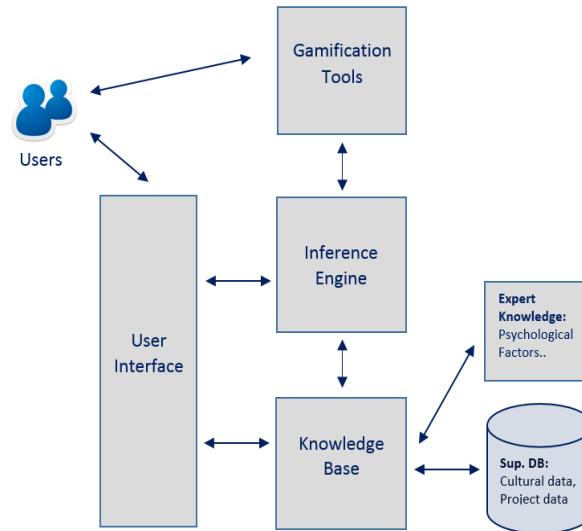 Gamification
Tools
Users
Inference
Engine
User
Interface
Expert
Knowledge:
Psychological
Factors..
Knowledge
Base
Sup. DB:
Cultural data,
Project data